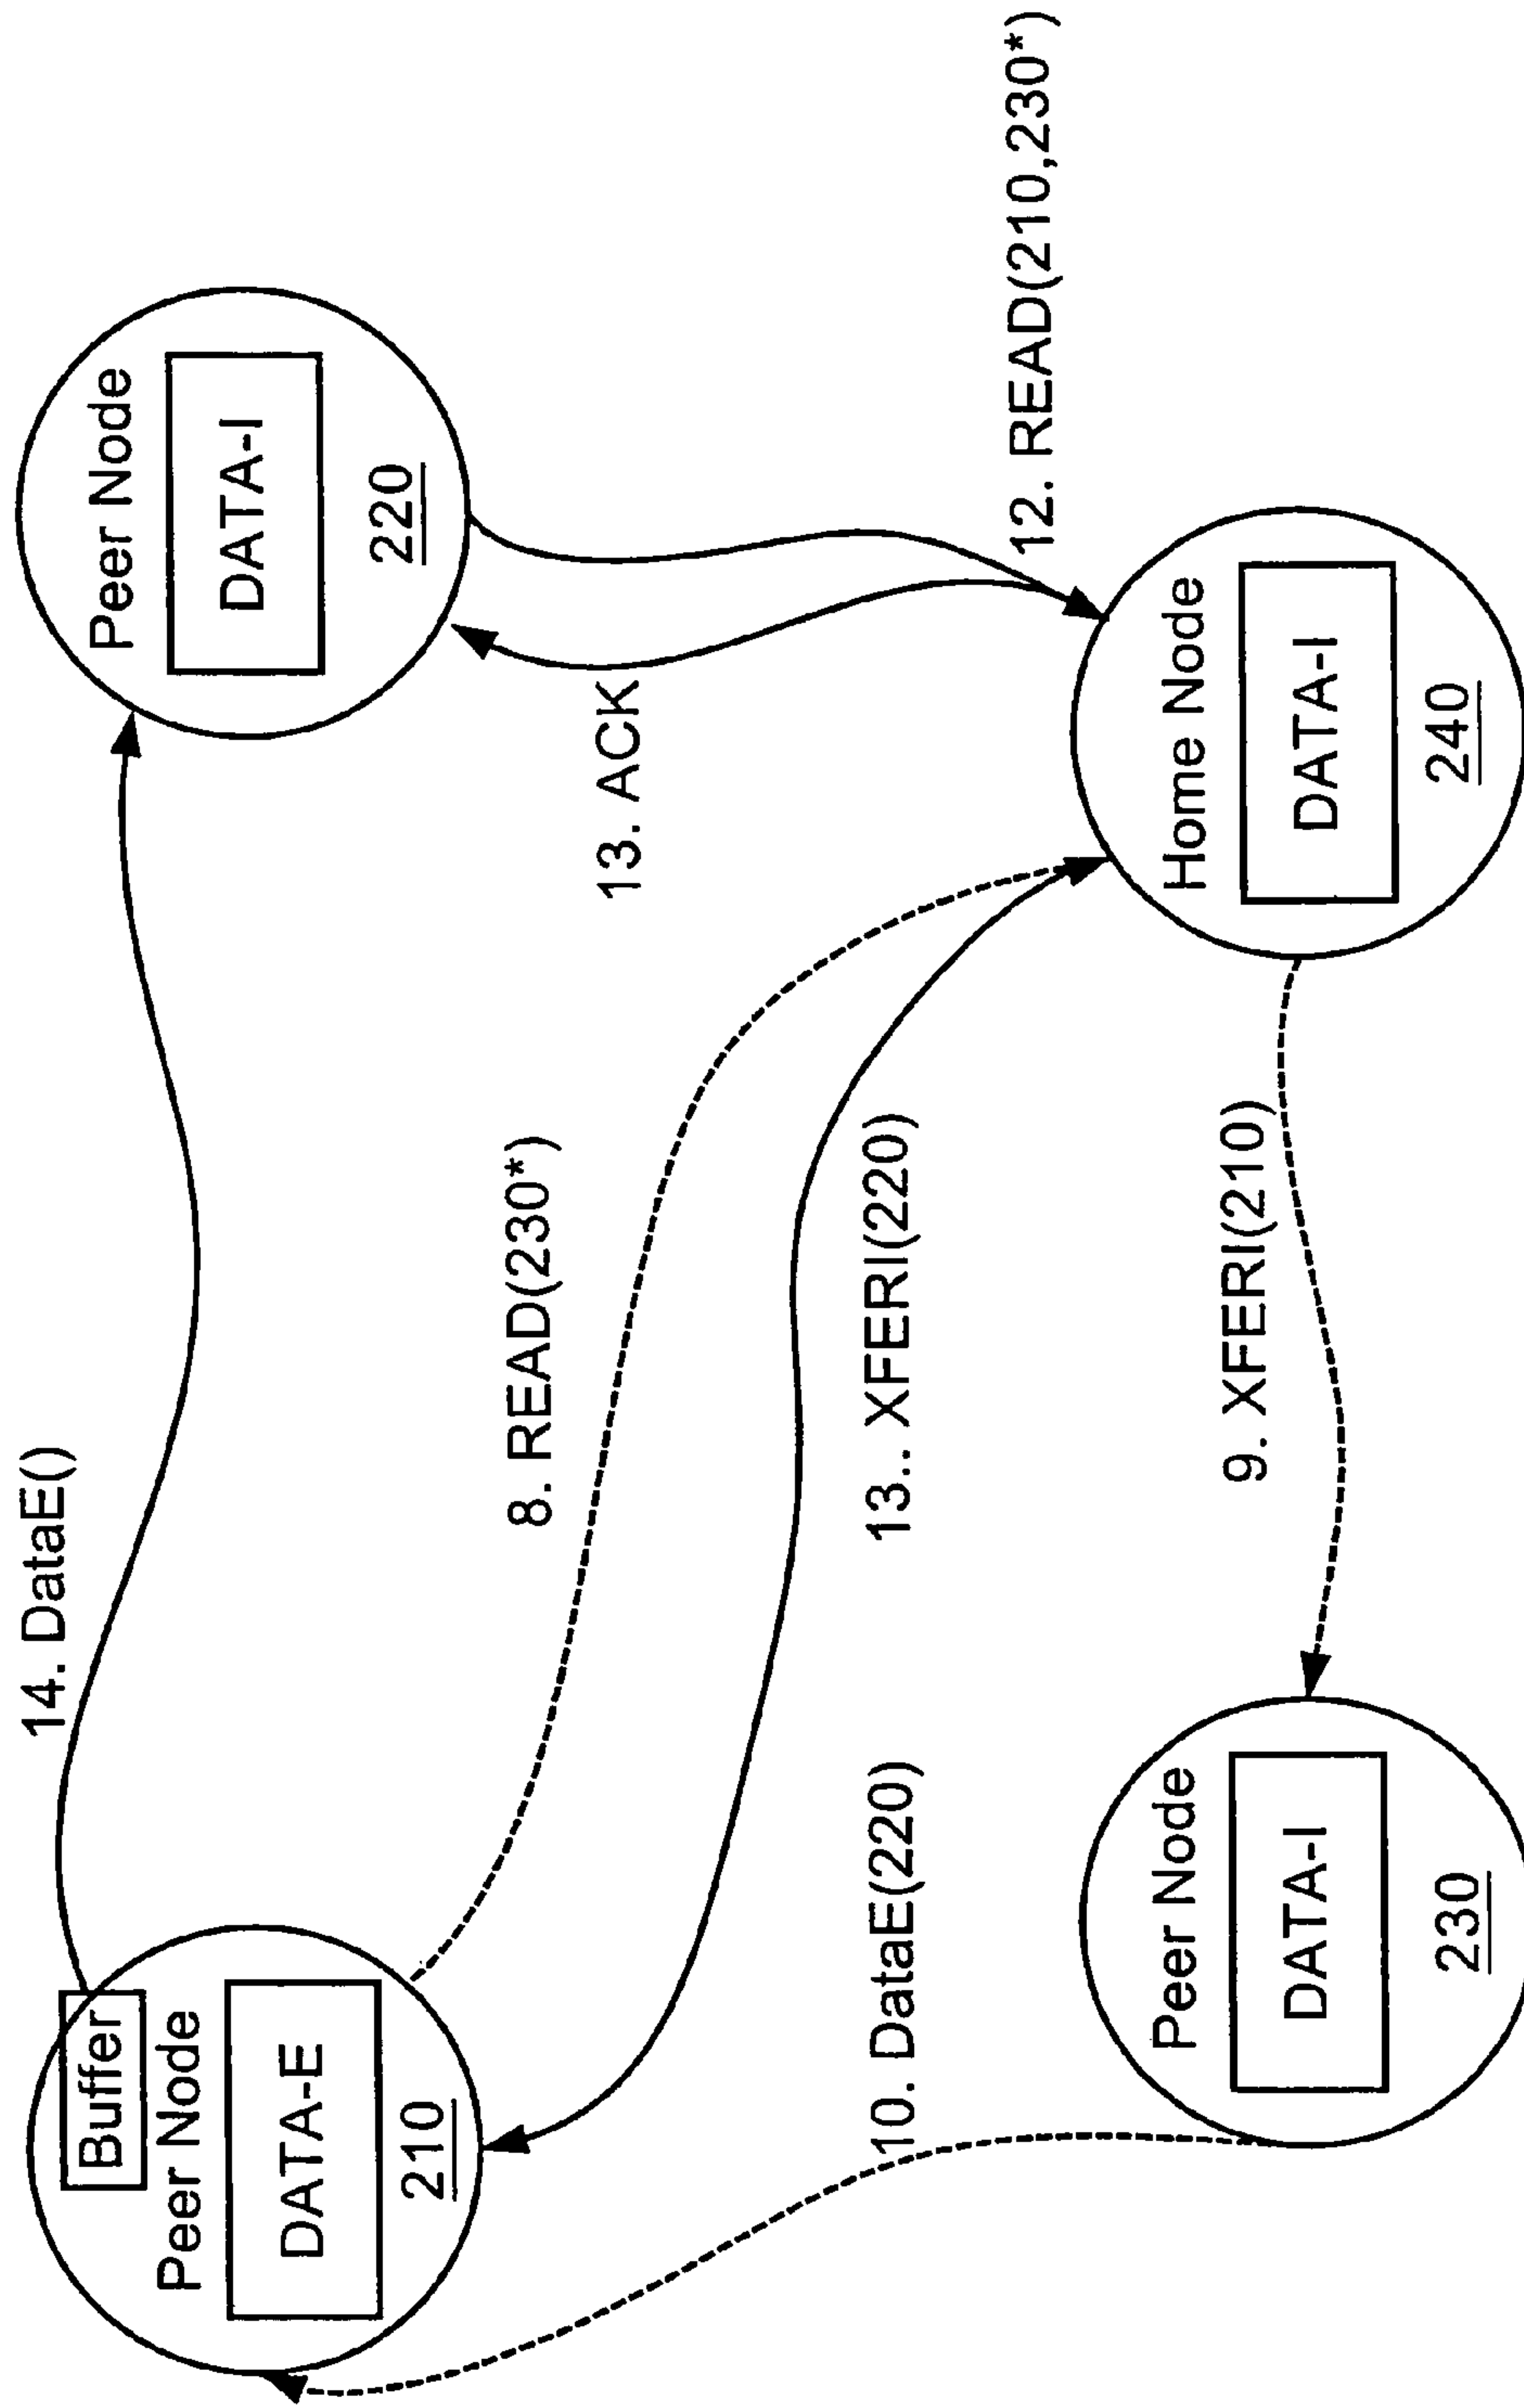 14. DataE()
Buffer
Peer Node
DATA-E
210
Peer Node
DATA-I
220
8. READ(230*)
13. ACK
13.. XFERI(220)
10. DataE(220)
12. READ(210,230*)
9. XFERI(210)
Peer Node
DATA-I
230
Home Node
DATA-I
240